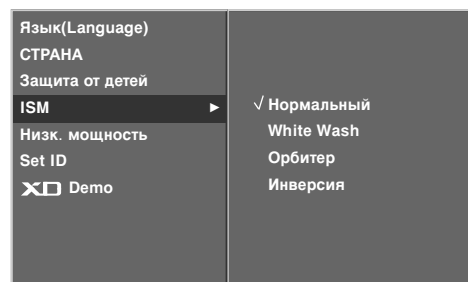 Язык(Language)
СТРАНА
Защита от детей
ISM ►
Низк. мощность
Set ID
XD Demo
√ Нормальный
White Wash
Орбитер
Инверсия